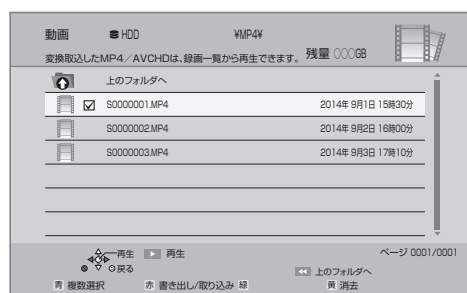 動画 HDD ¥MP4¥
変換取込したMP4／AVCHDは、録画一覧から再生できます。 残量 ○○○GB
上のフォルダへ
S0000001.MP4 2014年 9月1日 15時30分
S0000002.MP4 2014年 9月2日 16時00分
S0000003.MP4 2014年 9月3日 17時10分
再生 再生 ページ 0001/0001
戻る 上のフォルダへ
青 複数選択 赤 書き出し/取り込み 緑 黄 消去